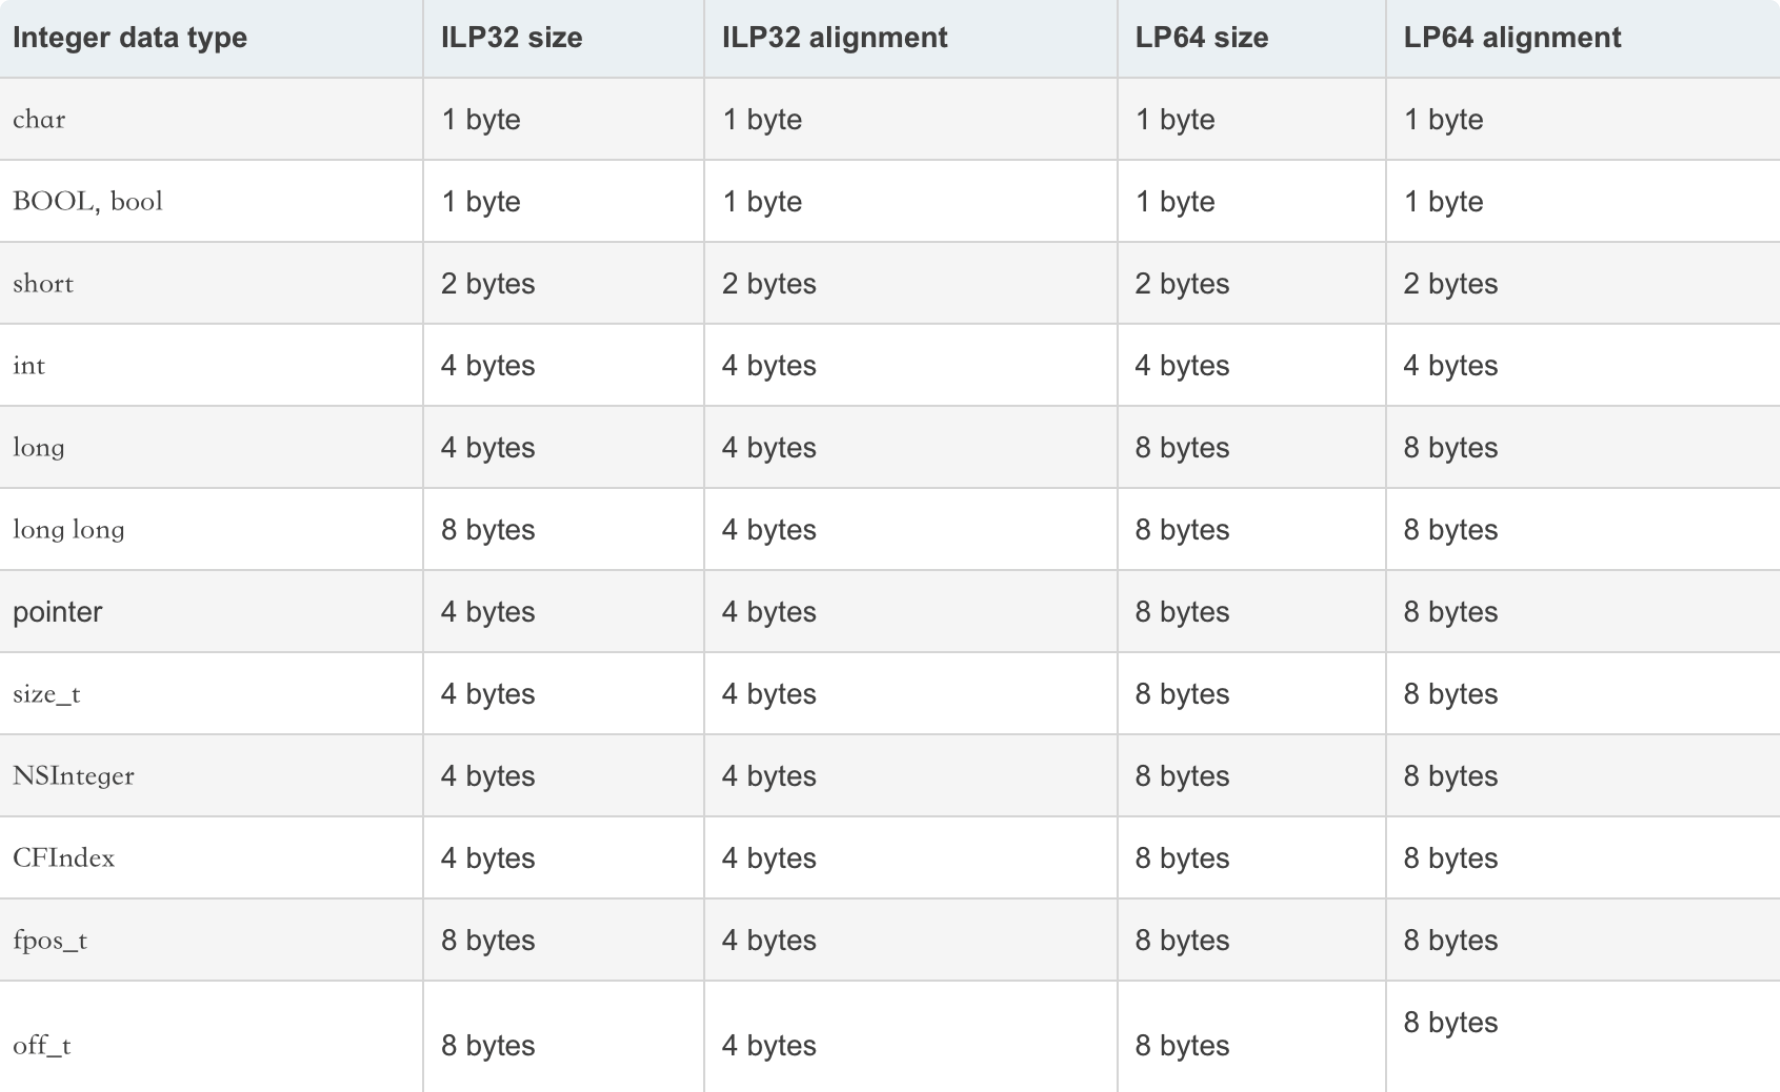 Integer data type ILP32 size ILP32 alignment LP64 size LP64 alignment
char 1 byte 1 byte 1 byte 1 byte
BOOL, bool 1 byte 1 byte 1 byte 1 byte
short 2 bytes 2 bytes 2 bytes 2 bytes
int 4 bytes 4 bytes 4 bytes 4 bytes
long 4 bytes 4 bytes 8 bytes 8 bytes
long long 8 bytes 4 bytes 8 bytes 8 bytes
pointer 4 bytes 4 bytes 8 bytes 8 bytes
size_t 4 bytes 4 bytes 8 bytes 8 bytes
NSInteger 4 bytes 4 bytes 8 bytes 8 bytes
CFIndex 4 bytes 4 bytes 8 bytes 8 bytes
fpos_t 8 bytes 4 bytes 8 bytes 8 bytes
off_t 8 bytes 4 bytes 8 bytes 8 bytes